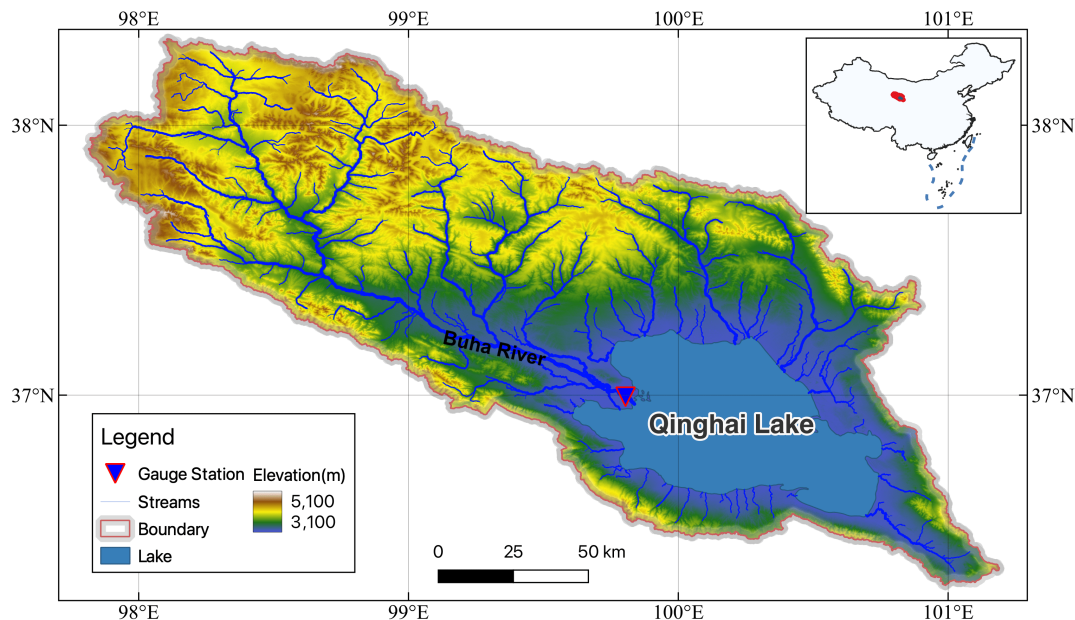 98°E 99°E 100°E 101°E
38°N 38°N
Buha River
37°N 37°N
Qinghai Lake
Legend
Gauge Station Elevation(m)
Streams 5,100
Boundary 3,100
Lake
0 25 50 km
98°E 99°E 100°E 101°E